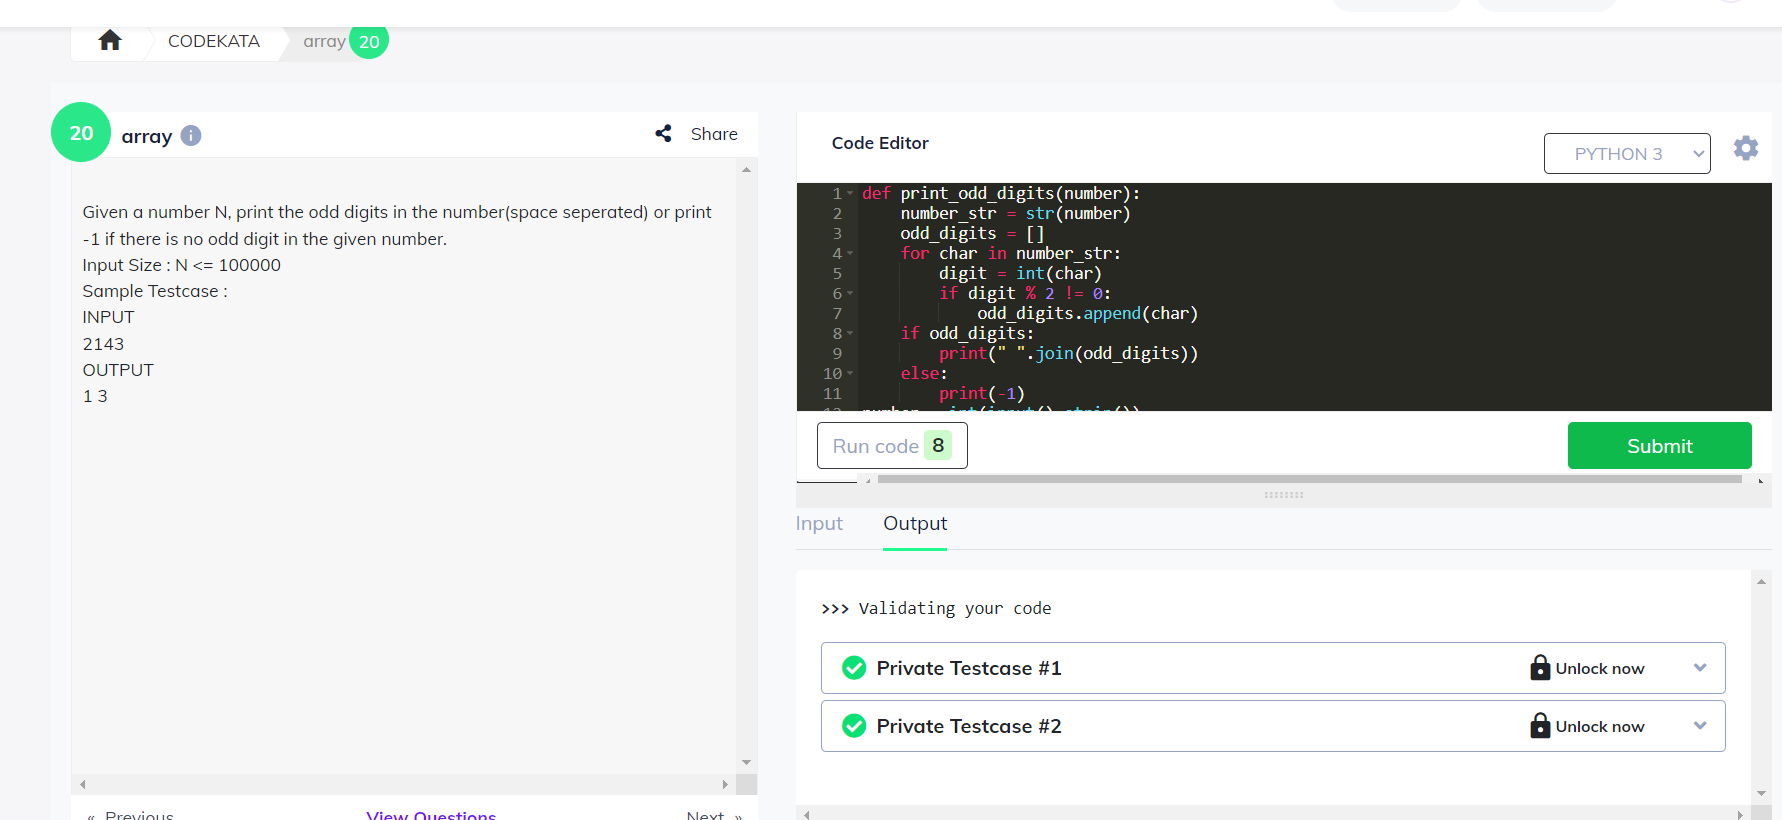 CODEKATA array 20
20 array i Share
Given a number N, print the odd digits in the number(space seperated) or print
-1 if there is no odd digit in the given number.
Input Size : N <= 100000
Sample Testcase :
INPUT
2143
OUTPUT
1 3
« Previous View Questions Next »
Code Editor PYTHON 3
1 def print_odd_digits(number):
2 number_str = str(number)
3 odd_digits = []
4 for char in number_str:
5 digit = int(char)
6 if digit % 2 != 0:
7 odd_digits.append(char)
8 if odd_digits:
9 print(" ".join(odd_digits))
10 else:
11 print(-1)
12 number = int(input().strip())
Run code 8 Submit
Input Output
>>> Validating your code
Private Testcase #1 Unlock now
Private Testcase #2 Unlock now